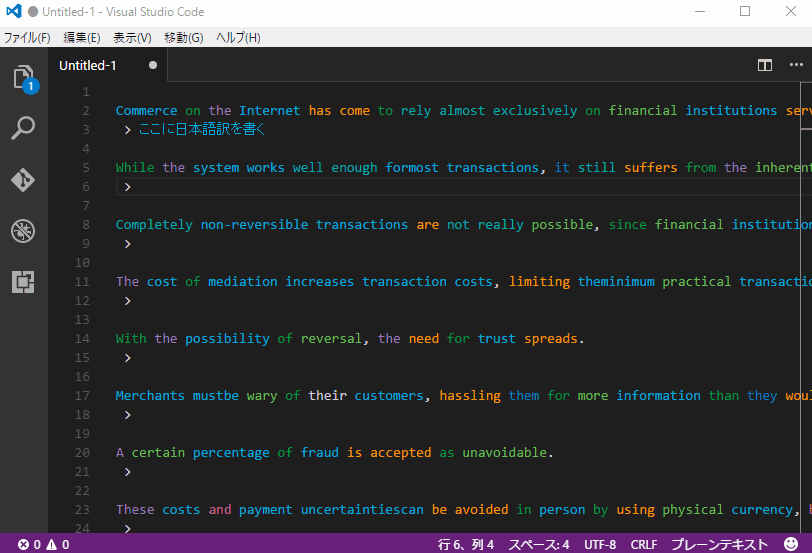 Untitled-1 - Visual Studio Code
ファイル(F) 編集(E) 表示(V) 移動(G) ヘルプ(H)
Untitled-1
1
1
2 Commerce on the Internet has come to rely almost exclusively on financial institutions serv
3 > ここに日本語訳を書く
4
5 While the system works well enough formost transactions, it still suffers from the inherent
6 >
7
8 Completely non-reversible transactions are not really possible, since financial institution
9 >
10
11 The cost of mediation increases transaction costs, limiting theminimum practical transactio
12 >
13
14 With the possibility of reversal, the need for trust spreads.
15 >
16
17 Merchants mustbe wary of their customers, hassling them for more information than they woul
18 >
19
20 A certain percentage of fraud is accepted as unavoidable.
21 >
22
23 These costs and payment uncertaintiescan be avoided in person by using physical currency, b
24 >
0 0 行 6、列 4 スペース: 4 UTF-8 CRLF プレーンテキスト